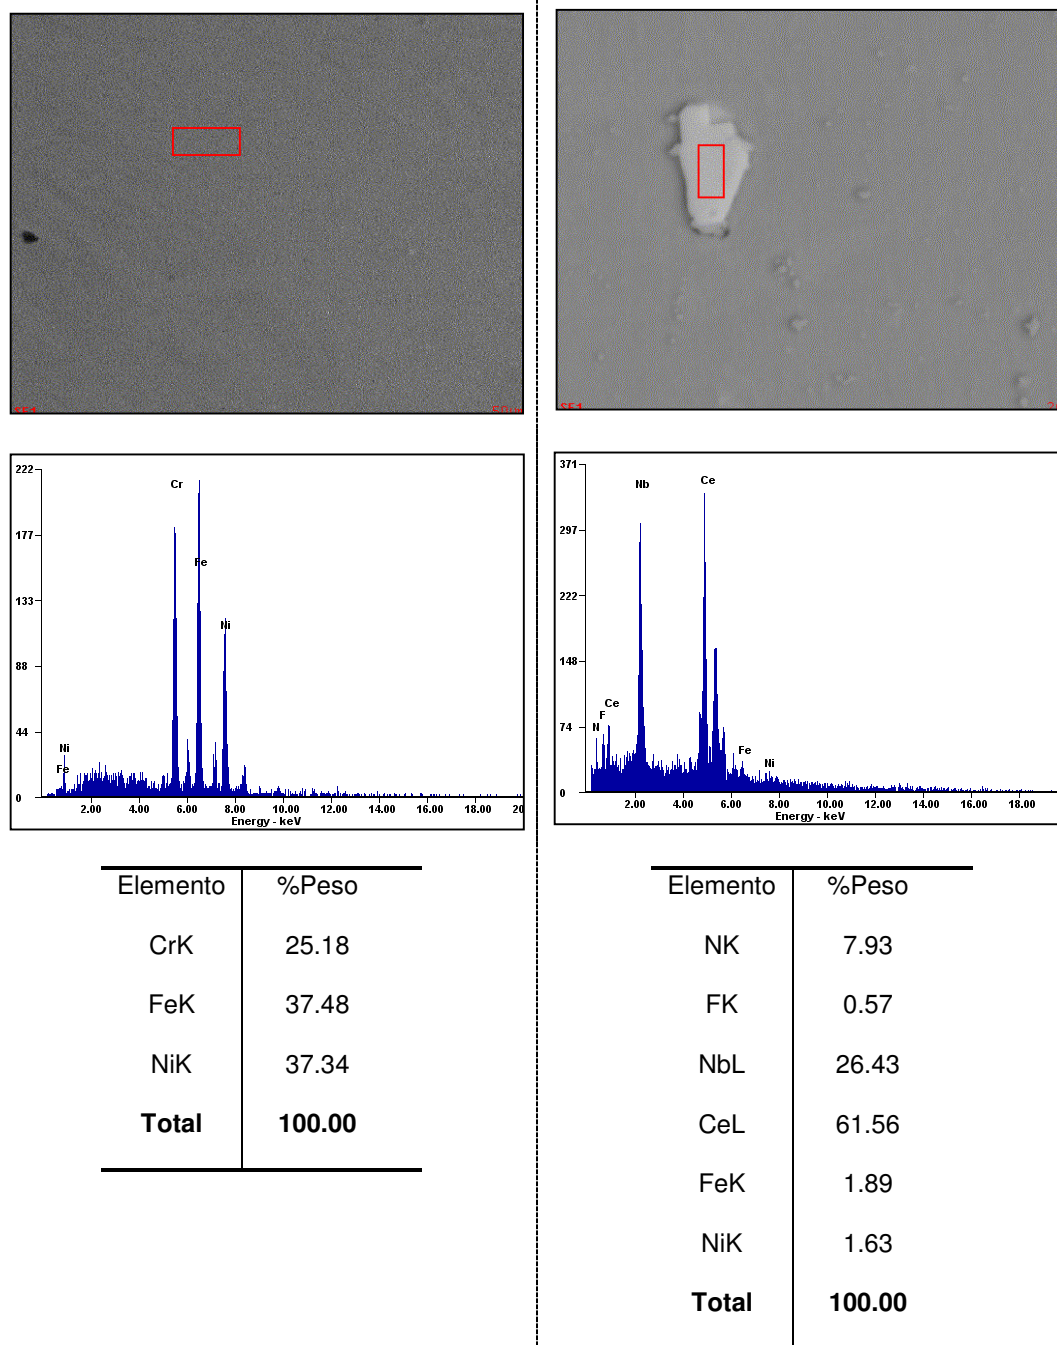 SE1
222
177
133
88
44
0
Cr
Fe
Ni
Ni
Fe
2.00 4.00 6.00 8.00 10.00 12.00 14.00 16.00 18.00 20
Energy - keV
Elemento %Peso
CrK 25.18
FeK 37.48
NiK 37.34
Total 100.00
SE1
371
297
222
148
74
0
Nb
Ce
Ce
F
N
Fe
Ni
2.00 4.00 6.00 8.00 10.00 12.00 14.00 16.00 18.00
Energy - keV
Elemento %Peso
NK 7.93
FK 0.57
NbL 26.43
CeL 61.56
FeK 1.89
NiK 1.63
Total 100.00